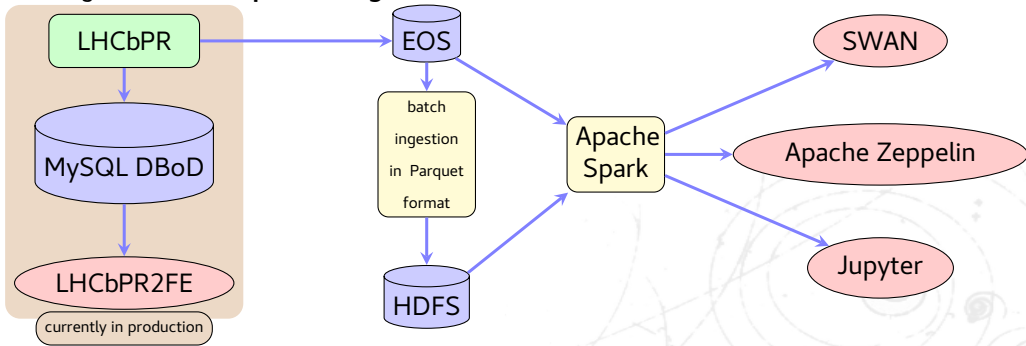 LHCbPR
MySQL DBoD
LHCbPR2FE
currently in production
EOS
batch
ingestion
in Parquet
format
HDFS
Apache
Spark
SWAN
Apache Zeppelin
Jupyter